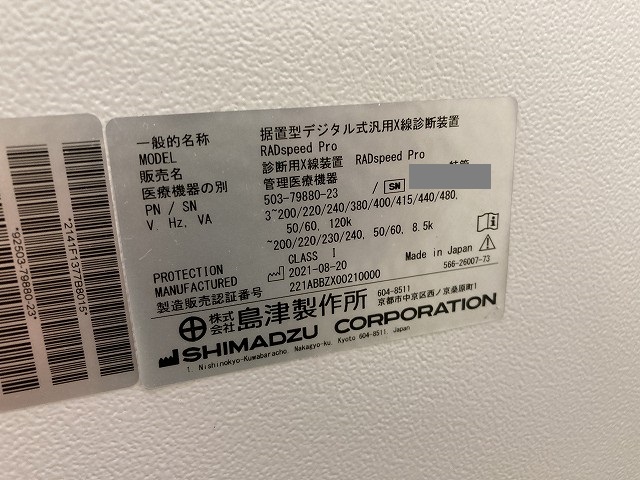 *92503-79880-23*
*2141F1377B6015*
一般的名称 据置型デジタル式汎用X線診断装置
MODEL RADspeed Pro
販売名 診断用X線装置 RADspeed Pro
医療機器の別 管理医療機器
PN / SN 503-79880-23 / SN
V, Hz, VA 3~200/220/240/380/400/415/440/480,
50/60, 120k
~200/220/230/240, 50/60, 8.5k
PROTECTION CLASS I
MANUFACTURED 2021-08-20 Made in Japan
製造販売認証番号 221ABBZX00210000 566-26007-73
株式会社 島津製作所 604-8511
京都市中京区西ノ京桑原町1
SHIMADZU CORPORATION
1, Nishinokyo-Kuwabaracho, Nakagyo-ku, Kyoto 604-8511, Japan